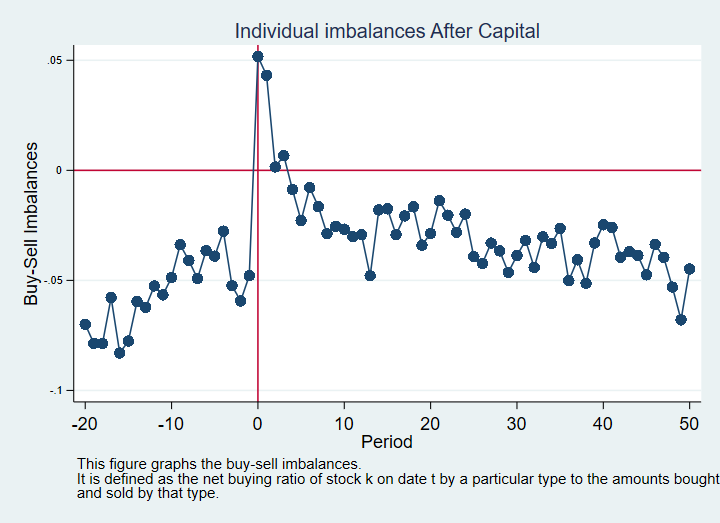 Individual imbalances After Capital
Buy-Sell Imbalances
.05
0
-.05
-.1
-20 -10 0 10 20 30 40 50
Period
This figure graphs the buy-sell imbalances.
It is defined as the net buying ratio of stock k on date t by a particular type to the amounts bought
and sold by that type.